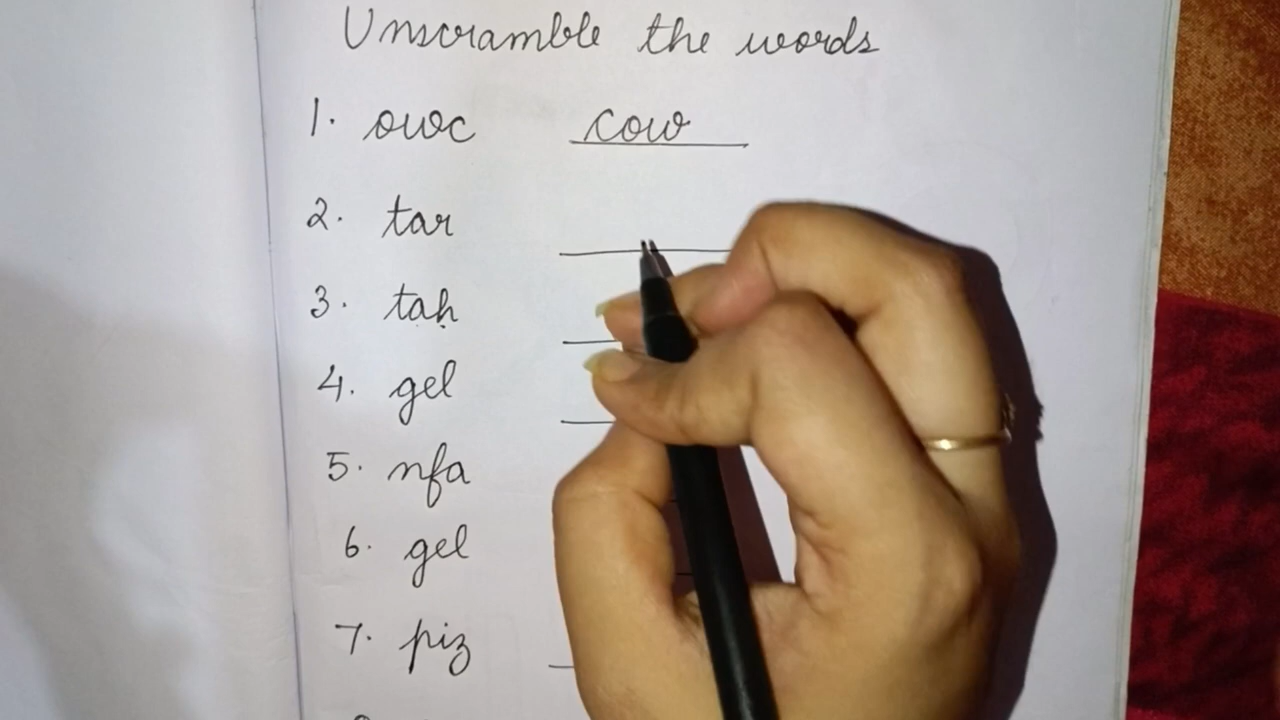 Unscramble the words
1. owc cow
2. tar
3. tah
4. gel
5. nfa
6. gel
7. piz